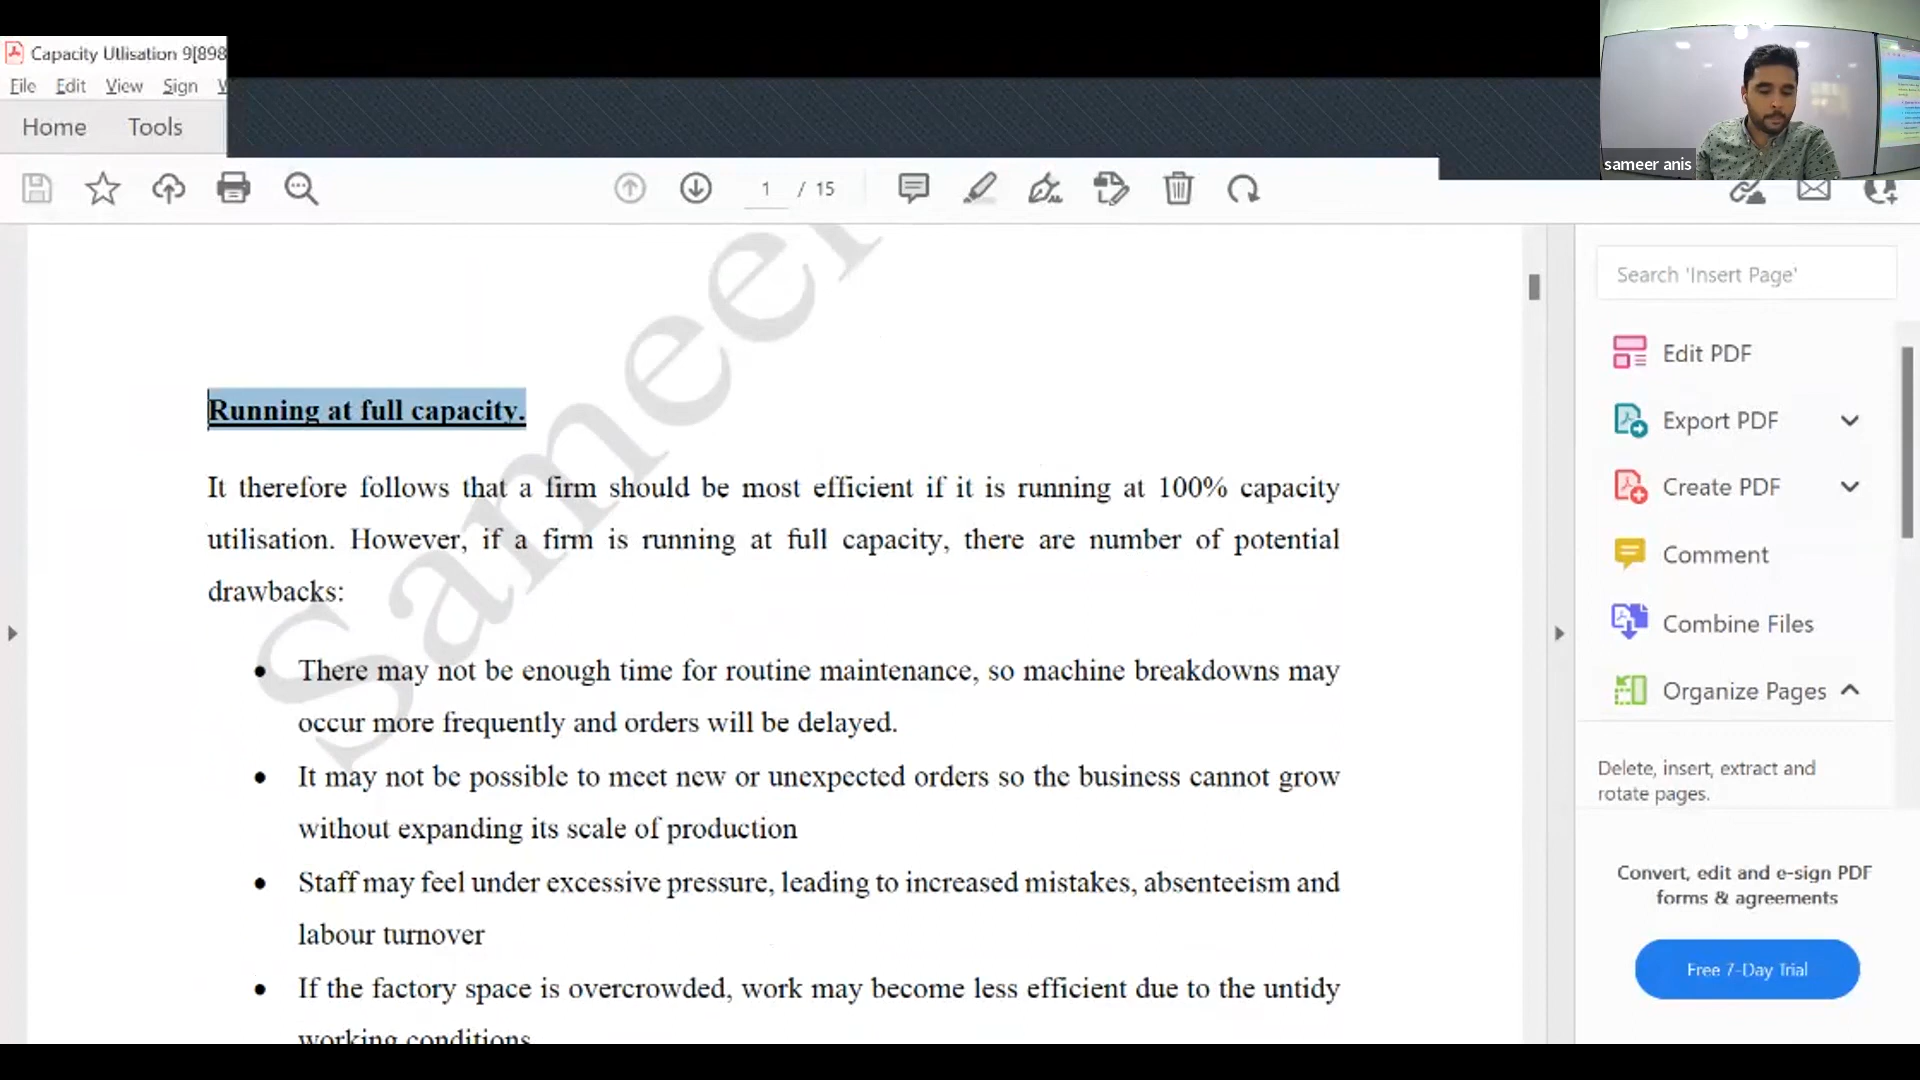 Capacity Utlisation 9[898
File Edit View Sign
Home Tools
1 / 15
sameer anis
Search 'Insert Page'
Sameer
Running at full capacity.
It therefore follows that a firm should be most efficient if it is running at 100% capacity
utilisation. However, if a firm is running at full capacity, there are number of potential
drawbacks:
• There may not be enough time for routine maintenance, so machine breakdowns may
occur more frequently and orders will be delayed.
• It may not be possible to meet new or unexpected orders so the business cannot grow
without expanding its scale of production
• Staff may feel under excessive pressure, leading to increased mistakes, absenteeism and
labour turnover
• If the factory space is overcrowded, work may become less efficient due to the untidy
working conditions
Edit PDF
Export PDF
Create PDF
Comment
Combine Files
Organize Pages
Delete, insert, extract and
rotate pages.
Convert, edit and e-sign PDF
forms & agreements
Free 7-Day Trial